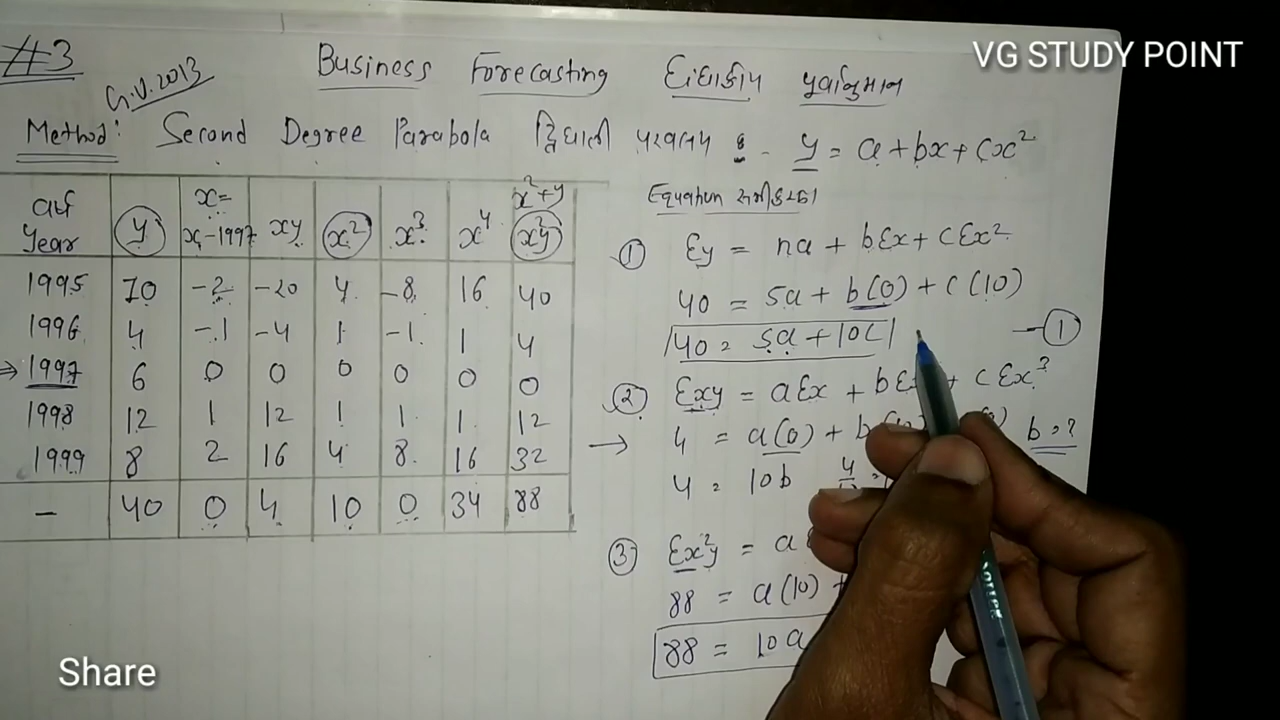 VG STUDY POINT
#3 Business Forecasting
G.U. 2013
Method: Second Degree Parabola y = a + bx + cx²
Year y x= x-1997 xy x² x³ x⁴ x²+y x²y
1995 10 -2 -20 4 -8 16 40
1996 4 -1 -4 1 -1 1 4
⇒ 1997 6 0 0 0 0 0 0
1998 12 1 12 1 1 1 12
1999 8 2 16 4 8 16 32
- 40 0 4 10 0 34 88
Equation
① Σy = na + bΣx + cΣx²
40 = 5a + b(0) + c(10)
40 = 5a + 10c — ①
② Σxy = aΣx + bΣ + cΣx³
→ 4 = a(0) + b b = ?
4 = 10b
③ Σx²y = a
88 = a(10) +
88 = 10a
Share